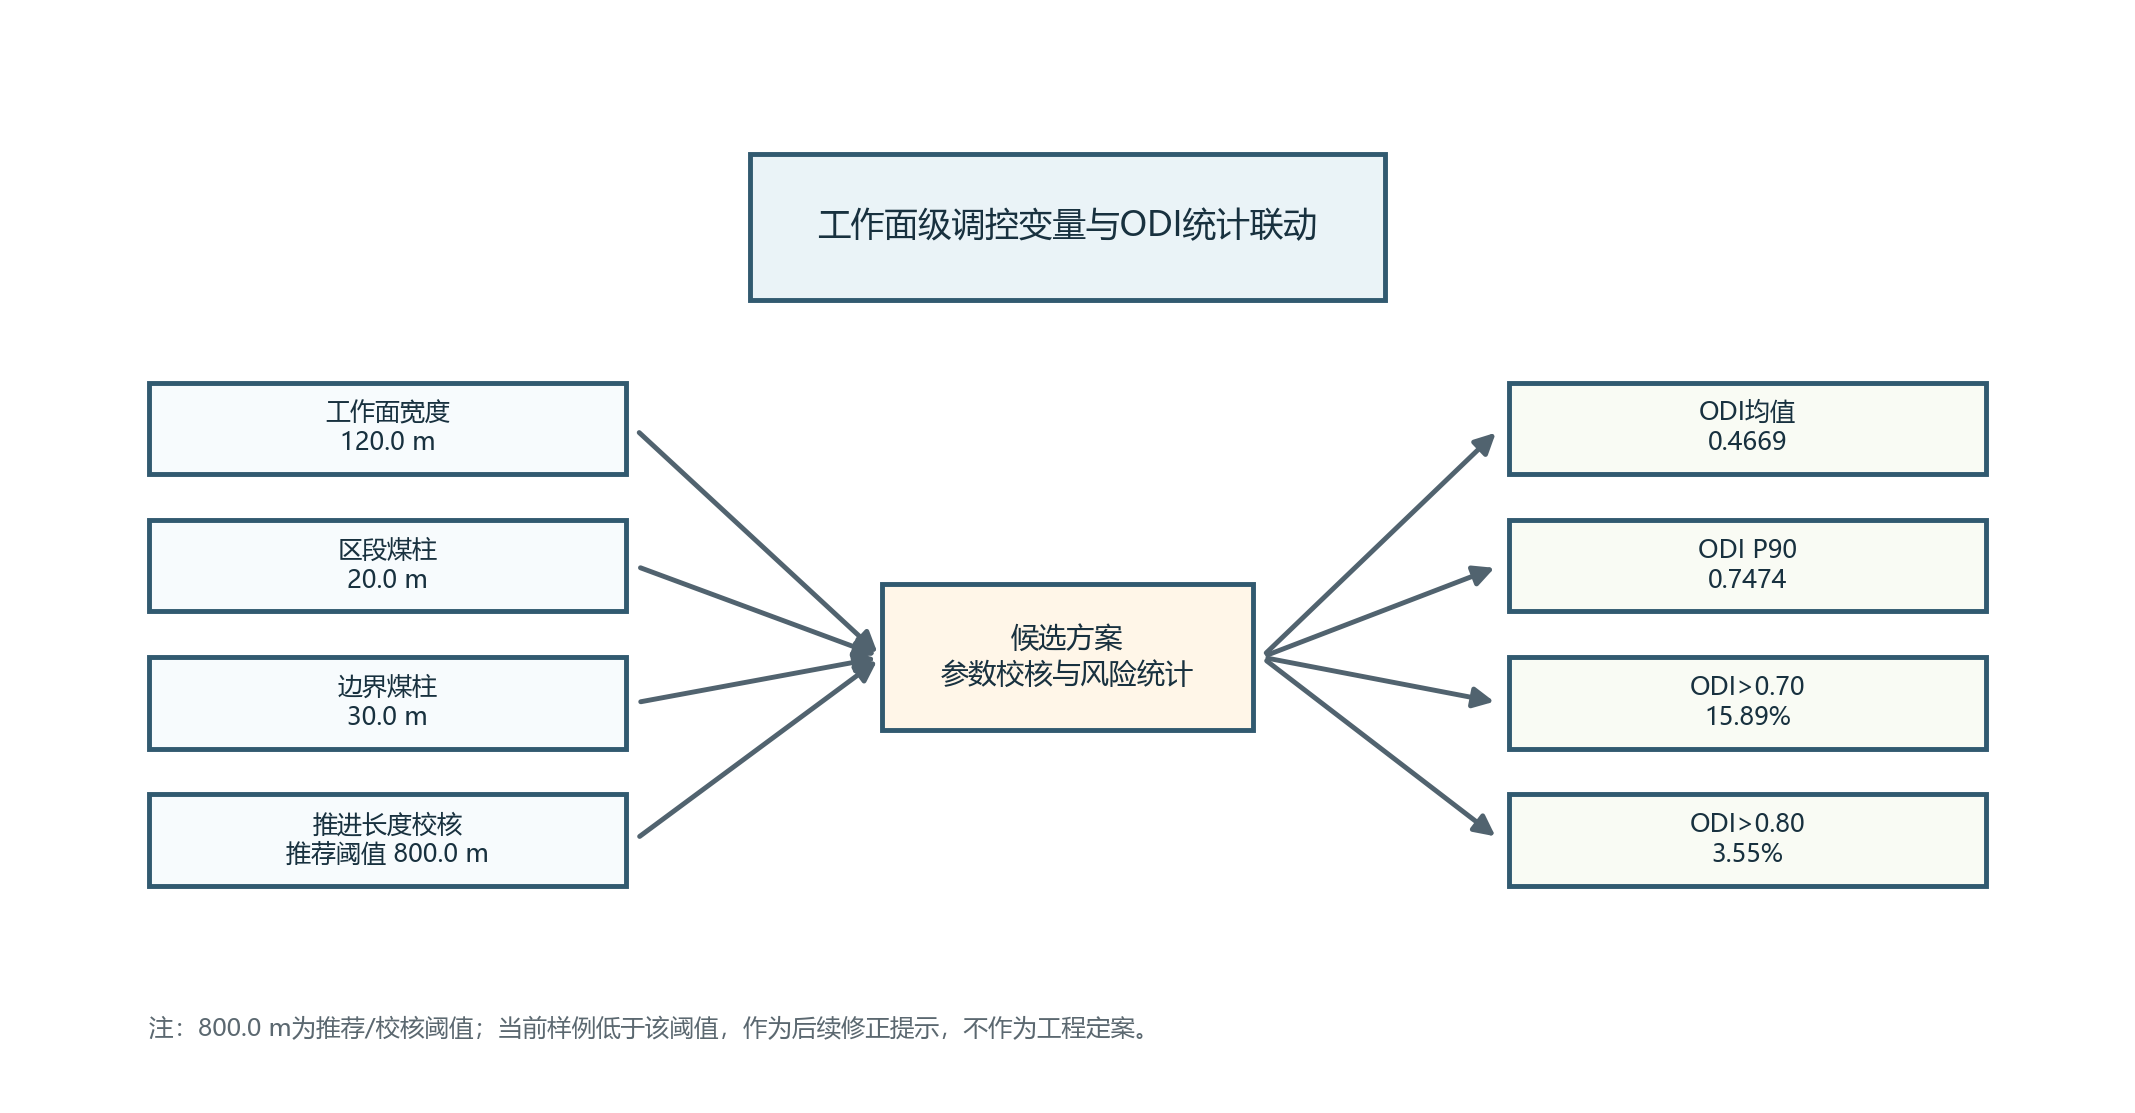 工作面级调控变量与ODI统计联动
工作面宽度
120.0 m
区段煤柱
20.0 m
边界煤柱
30.0 m
推进长度校核
推荐阈值 800.0 m
候选方案
参数校核与风险统计
ODI均值
0.4669
ODI P90
0.7474
ODI>0.70
15.89%
ODI>0.80
3.55%
注：800.0 m为推荐/校核阈值；当前样例低于该阈值，作为后续修正提示，不作为工程定案。